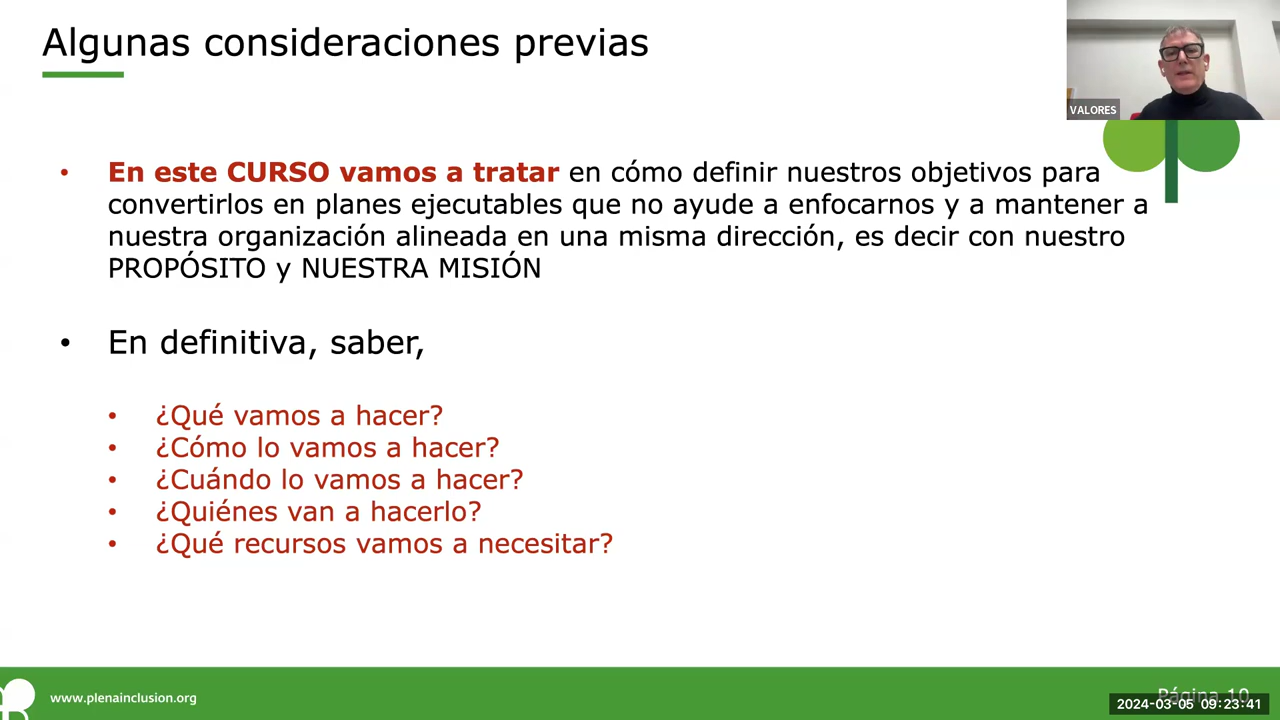 Algunas consideraciones previas
VALORES
• En este CURSO vamos a tratar en cómo definir nuestros objetivos para
convertirlos en planes ejecutables que no ayude a enfocarnos y a mantener a
nuestra organización alineada en una misma dirección, es decir con nuestro
PROPÓSITO y NUESTRA MISIÓN
• En definitiva, saber,
• ¿Qué vamos a hacer?
• ¿Cómo lo vamos a hacer?
• ¿Cuándo lo vamos a hacer?
• ¿Quiénes van a hacerlo?
• ¿Qué recursos vamos a necesitar?
www.plenainclusion.org
Página 10
2024-03-05 09:23:41